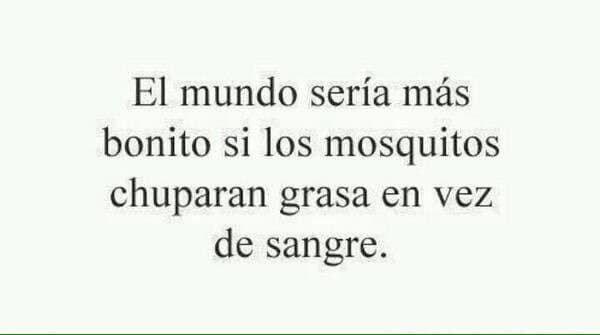 El mundo sería más
bonito si los mosquitos
chuparan grasa en vez
de sangre.